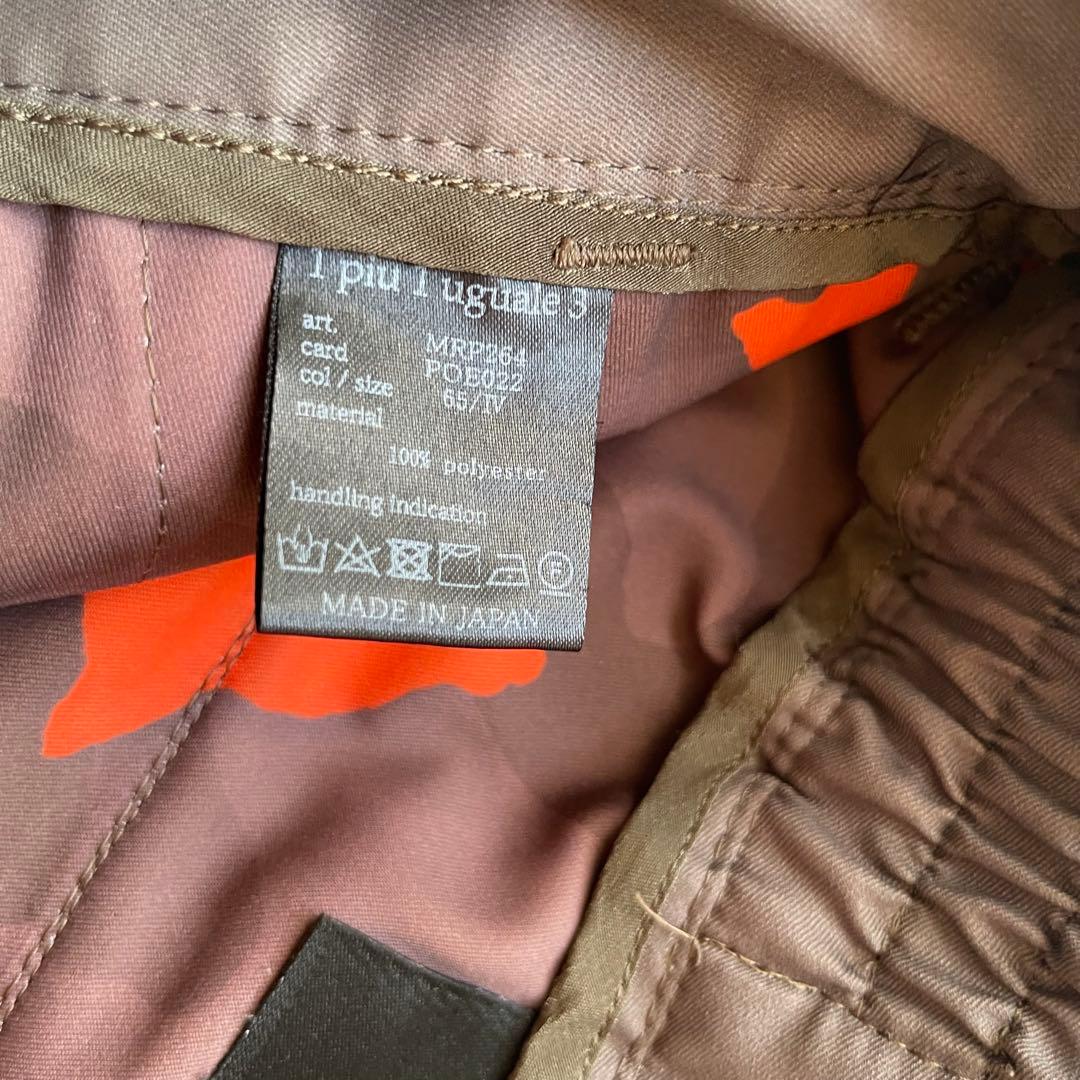 1 piu 1 uguale 3
art. MRP264
card. POE022
col / size 65/IV
material
100% polyester
handling indication
MADE IN JAPAN